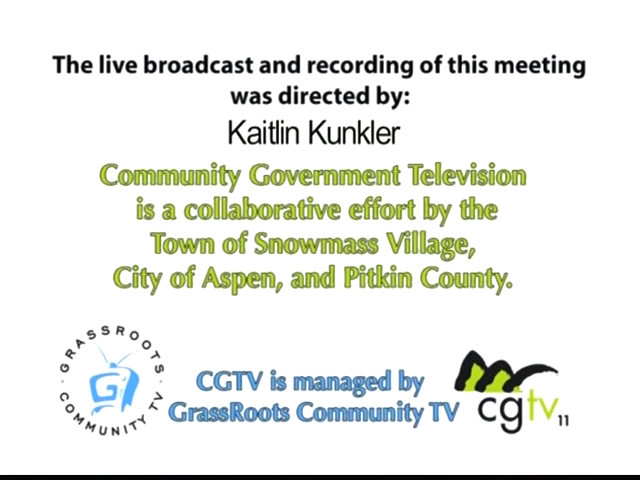 The live broadcast and recording of this meeting
was directed by:
Kaitlin Kunkler
Community Government Television
is a collaborative effort by the
Town of Snowmass Village,
City of Aspen, and Pitkin County.
GRASSROOTS
COMMUNITY TV
G
CGTV is managed by
GrassRoots Community TV
cgtv 11